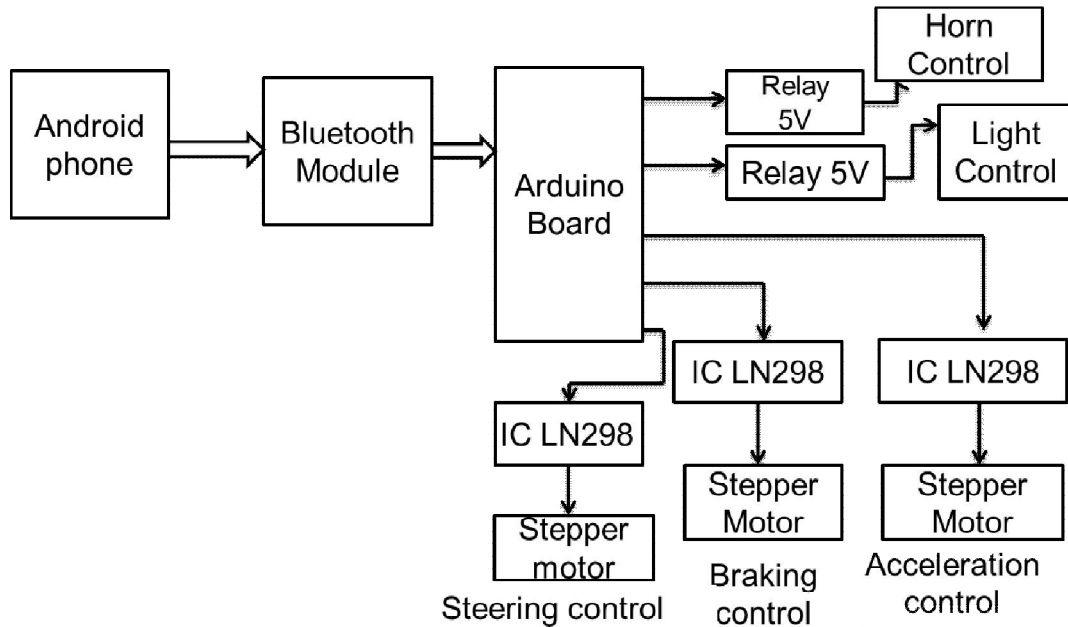 Android
phone
Bluetooth
Module
Arduino
Board
Relay
5V
Horn
Control
Relay 5V
Light
Control
IC LN298
Stepper
motor
Steering control
IC LN298
Stepper
Motor
Braking
control
IC LN298
Stepper
Motor
Acceleration
control